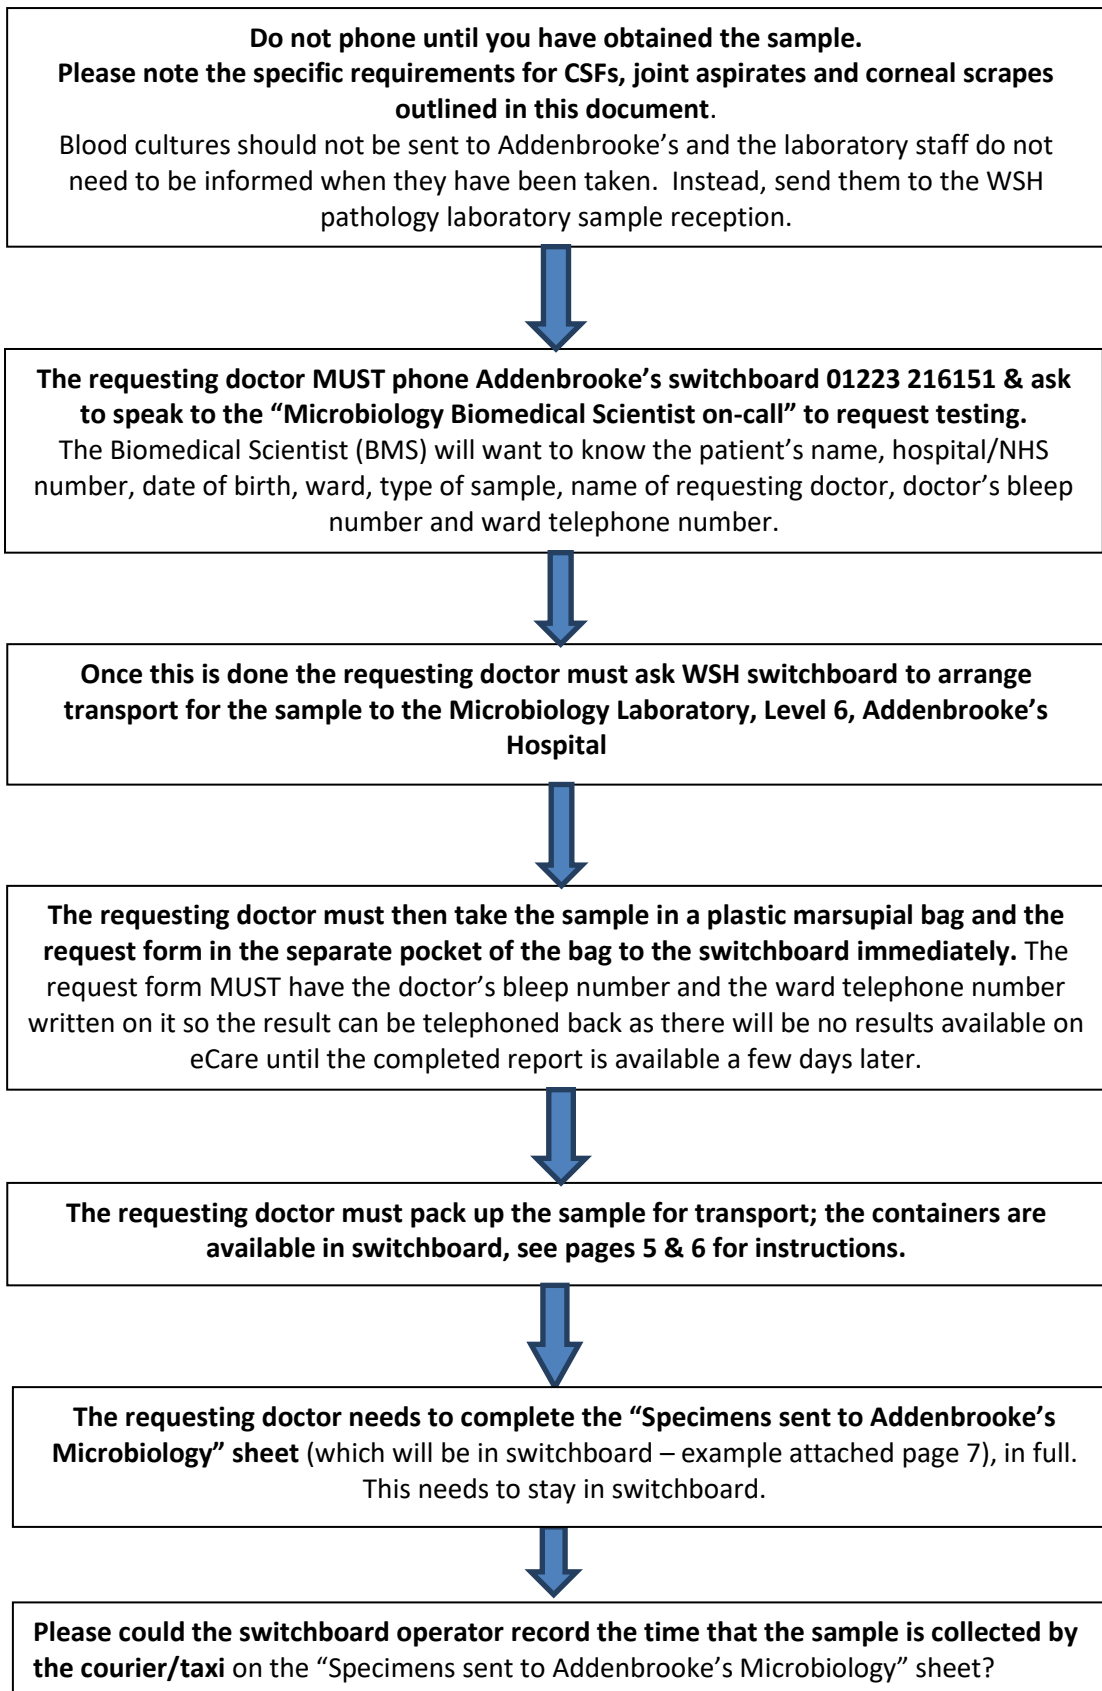 Do not phone until you have obtained the sample.
Please note the specific requirements for CSFs, joint aspirates and corneal scrapes
outlined in this document.
Blood cultures should not be sent to Addenbrooke’s and the laboratory staff do not
need to be informed when they have been taken.  Instead, send them to the WSH
pathology laboratory sample reception.
The requesting doctor MUST phone Addenbrooke’s switchboard 01223 216151 & ask
to speak to the “Microbiology Biomedical Scientist on-call” to request testing.
The Biomedical Scientist (BMS) will want to know the patient’s name, hospital/NHS
number, date of birth, ward, type of sample, name of requesting doctor, doctor’s bleep
number and ward telephone number.
Once this is done the requesting doctor must ask WSH switchboard to arrange
transport for the sample to the Microbiology Laboratory, Level 6, Addenbrooke’s
Hospital
The requesting doctor must then take the sample in a plastic marsupial bag and the
request form in the separate pocket of the bag to the switchboard immediately. The
request form MUST have the doctor’s bleep number and the ward telephone number
written on it so the result can be telephoned back as there will be no results available on
eCare until the completed report is available a few days later.
The requesting doctor must pack up the sample for transport; the containers are
available in switchboard, see pages 5 & 6 for instructions.
The requesting doctor needs to complete the “Specimens sent to Addenbrooke’s
Microbiology” sheet (which will be in switchboard – example attached page 7), in full.
This needs to stay in switchboard.
Please could the switchboard operator record the time that the sample is collected by
the courier/taxi on the “Specimens sent to Addenbrooke’s Microbiology” sheet?